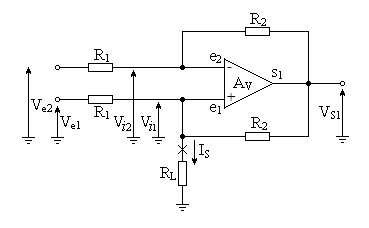 R2
R1
e2
s1
-
AV
+
e1
R1
Ve2
Ve1
Vi2
Vi1
VS1
R2
IS
RL